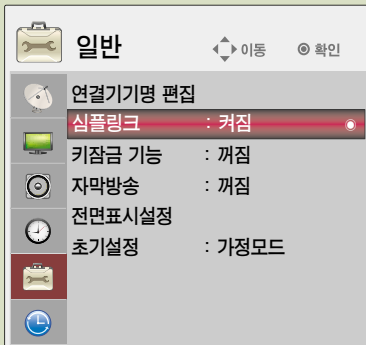 일반 이동 확인
연결기기명 편집
심플링크 : 켜짐
키잠금 기능 : 꺼짐
자막방송 : 꺼짐
전면표시설정
초기설정 : 가정모드